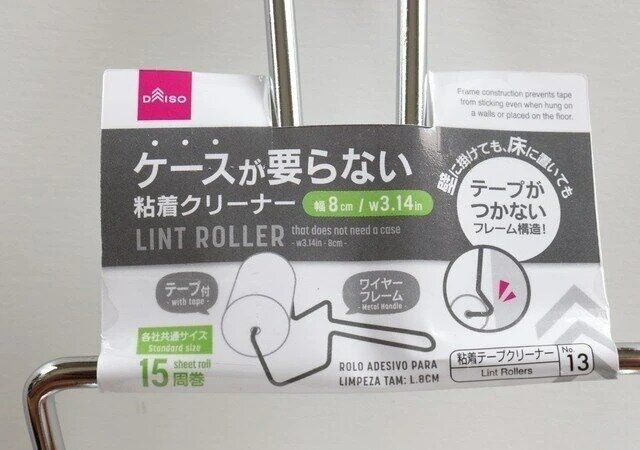 DAISO
Frame construction prevents tape
from sticking even when hung on
a walls or placed on the floor.
ケースが要らない
粘着クリーナー
幅8cm / w3.14in
LINT ROLLER
that does not need a case
- w3.14in - 8cm -
壁に掛けても、床に置いても
テープが
つかない
フレーム構造!
テープ付
- with tape -
ワイヤー
フレーム
- Metal Handle -
各社共通サイズ
Standard size
15 sheet roll
周巻
ROLO ADESIVO PARA
LIMPEZA TAM: L.8CM
粘着テープクリーナー
Lint Rollers
No.
13